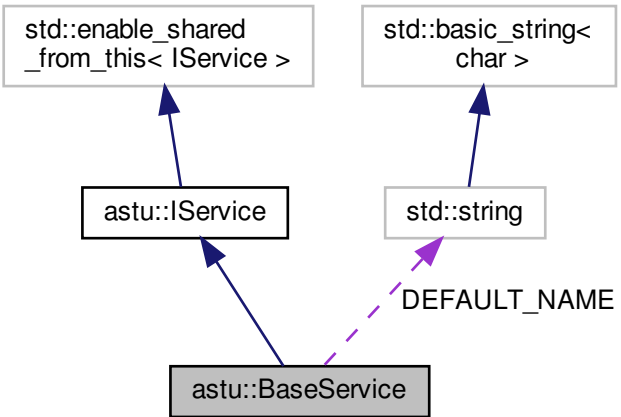 std::enable_shared
_from_this< IService >
std::basic_string<
char >
astu::IService
std::string
DEFAULT_NAME
astu::BaseService